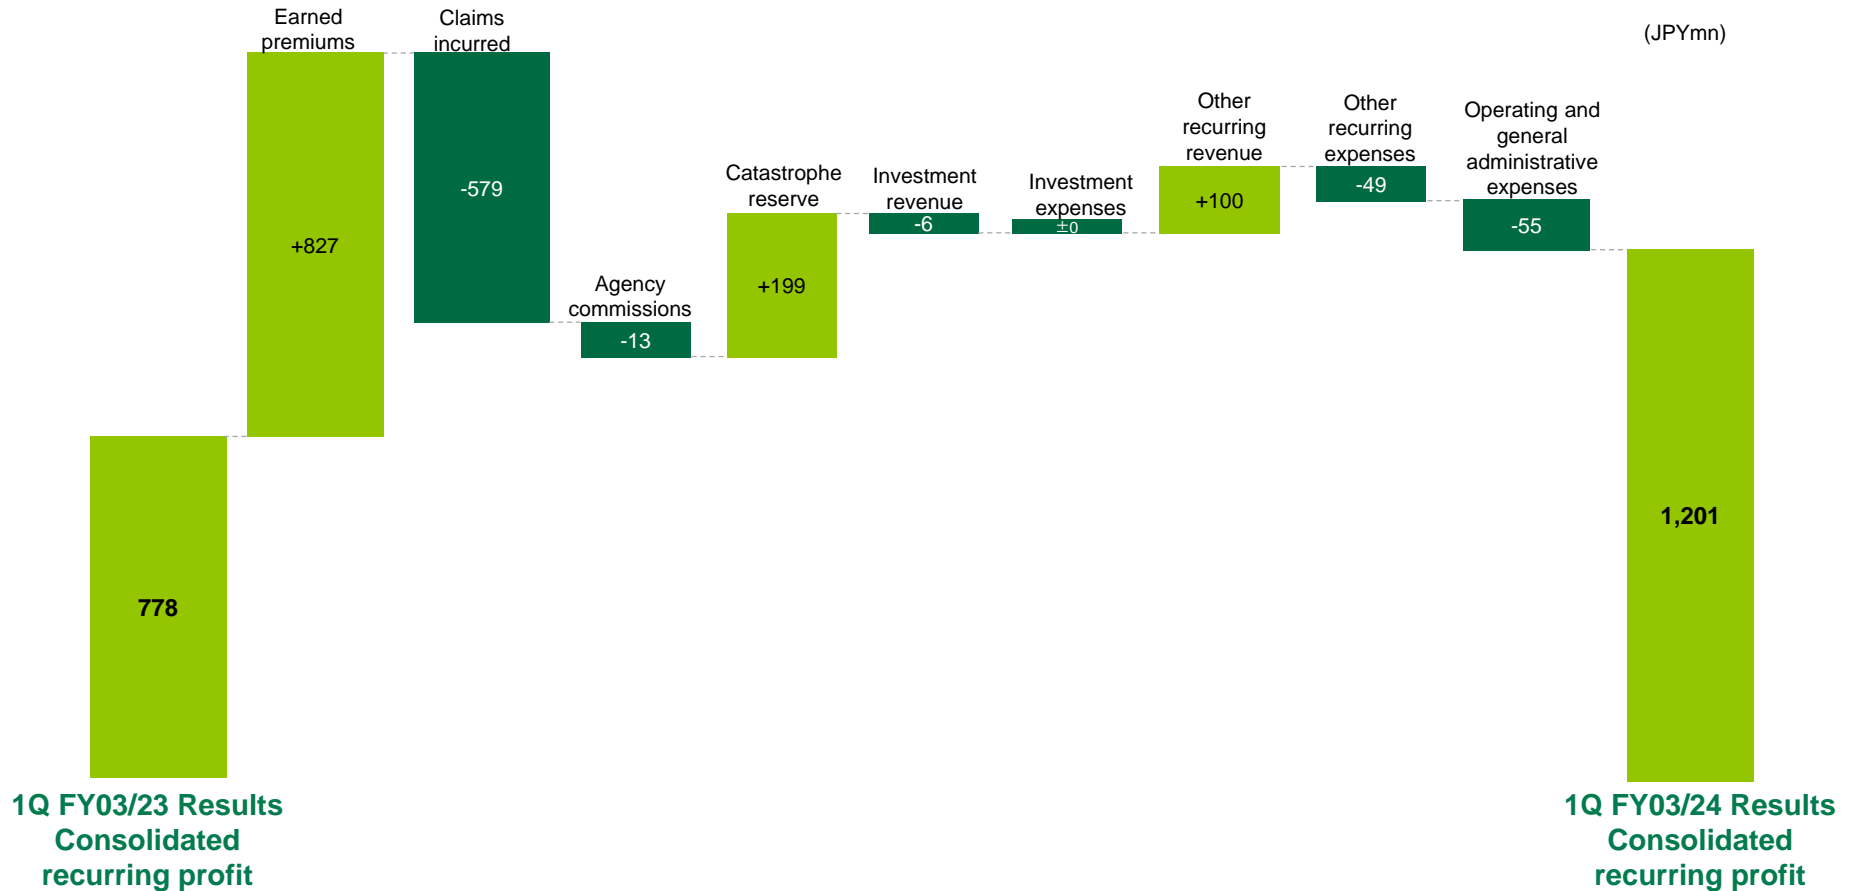 Earned
premiums
+827
Claims
incurred
-579
Agency
commissions
-13
Catastrophe
reserve
+199
Investment
revenue
-6
Investment
expenses
±0
Other
recurring
revenue
+100
Other
recurring
expenses
-49
Operating and
general
administrative
expenses
-55
(JPYmn)
778
1Q FY03/23 Results
Consolidated
recurring profit
1,201
1Q FY03/24 Results
Consolidated
recurring profit